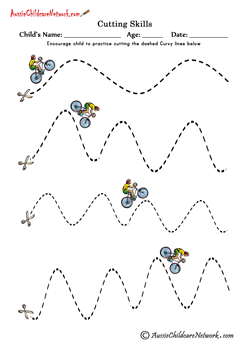 AussieChildcareNetwork.com
Cutting Skills
Child's Name: Age: Date:
Encourage child to practice cutting the dashed Curvy lines below
© AussieChildcareNetwork.com